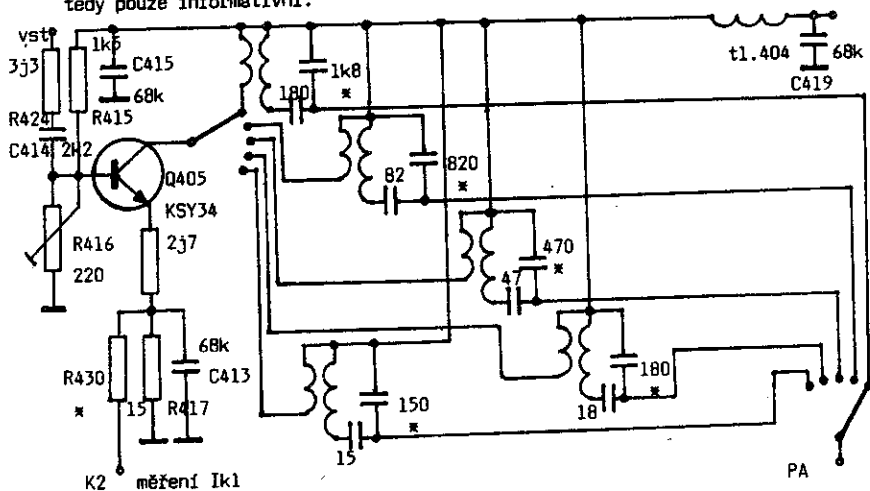 tedy pouze informativní.
vst
1k5
3j3
C415
68k
R424
R415
C414
2k2
Q405
KSY34
R416
220
2j7
R430
*
15
R417
68k
C413
K2
měření Ikl
180
1k8
*
82
820
*
47
470
*
18
180
*
15
150
*
tl.404
68k
C419
PA